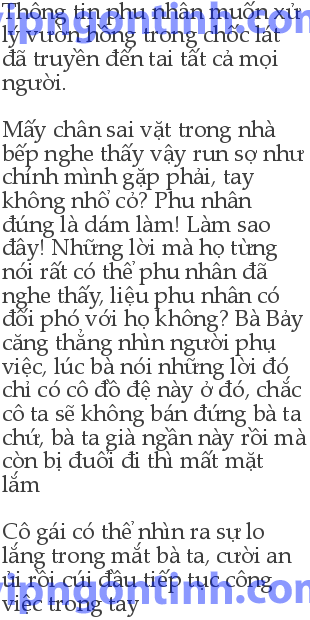 Thông tin phu nhân muốn xử
lý vườn hồng trong chốc lát
đã truyền đến tai tất cả mọi
người.
Mấy chân sai vặt trong nhà
bếp nghe thấy vậy run sợ như
chính mình gặp phải, tay
không nhổ cỏ? Phu nhân
đúng là dám làm! Làm sao
đây! Những lời mà họ từng
nói rất có thể phu nhân đã
nghe thấy, liệu phu nhân có
đối phó với họ không? Bà Bảy
căng thẳng nhìn người phụ
việc, lúc bà nói những lời đó
chỉ có cô đồ đệ này ở đó, chắc
cô ta sẽ không bán đứng bà ta
chứ, bà ta già ngần này rồi mà
còn bị đuổi đi thì mất mặt
lắm
Cô gái có thể nhìn ra sự lo
lắng trong mắt bà ta, cười an
ủi rồi cúi đầu tiếp tục công
việc trong tay
vipngontinh.com
vipngontinh.com